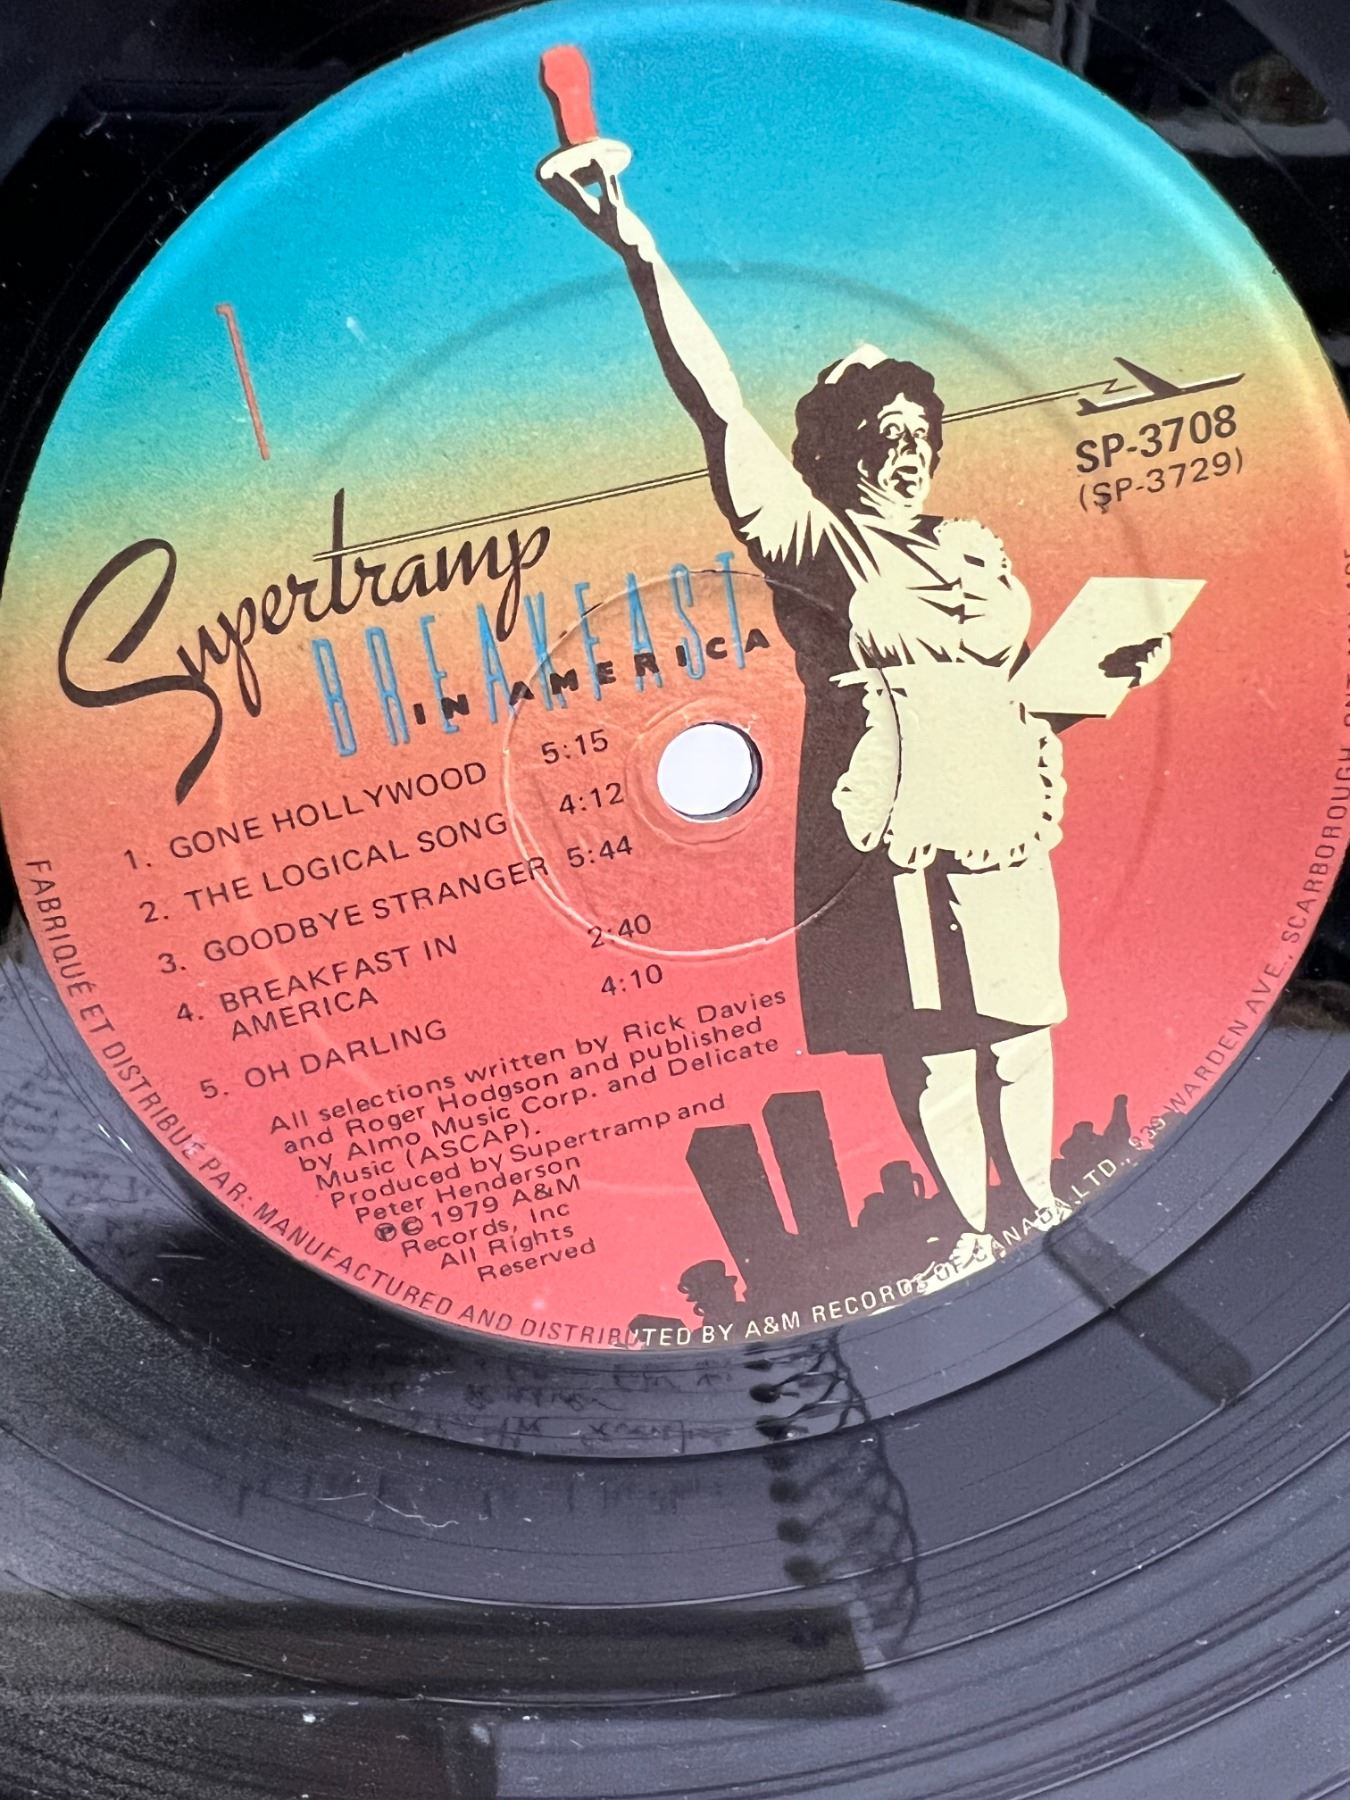 1
SP-3708
(SP-3729)
Supertramp
BREAKFAST
IN AMERICA
1. GONE HOLLYWOOD 5:15
2. THE LOGICAL SONG 4:12
3. GOODBYE STRANGER 5:44
4. BREAKFAST IN
AMERICA 2:40
5. OH DARLING 4:10
All selections written by Rick Davies
and Roger Hodgson and published
by Almo Music Corp. and Delicate
Music (ASCAP).
Produced by Supertramp and
Peter Henderson
℗© 1979 A&M
Records, Inc
All Rights
Reserved
FABRIQUÉ ET DISTRIBUÉ PAR: MANUFACTURED AND DISTRIBUTED BY A&M RECORDS OF CANADA LTD., 939 WARDEN AVE., SCARBOROUGH, ONT.